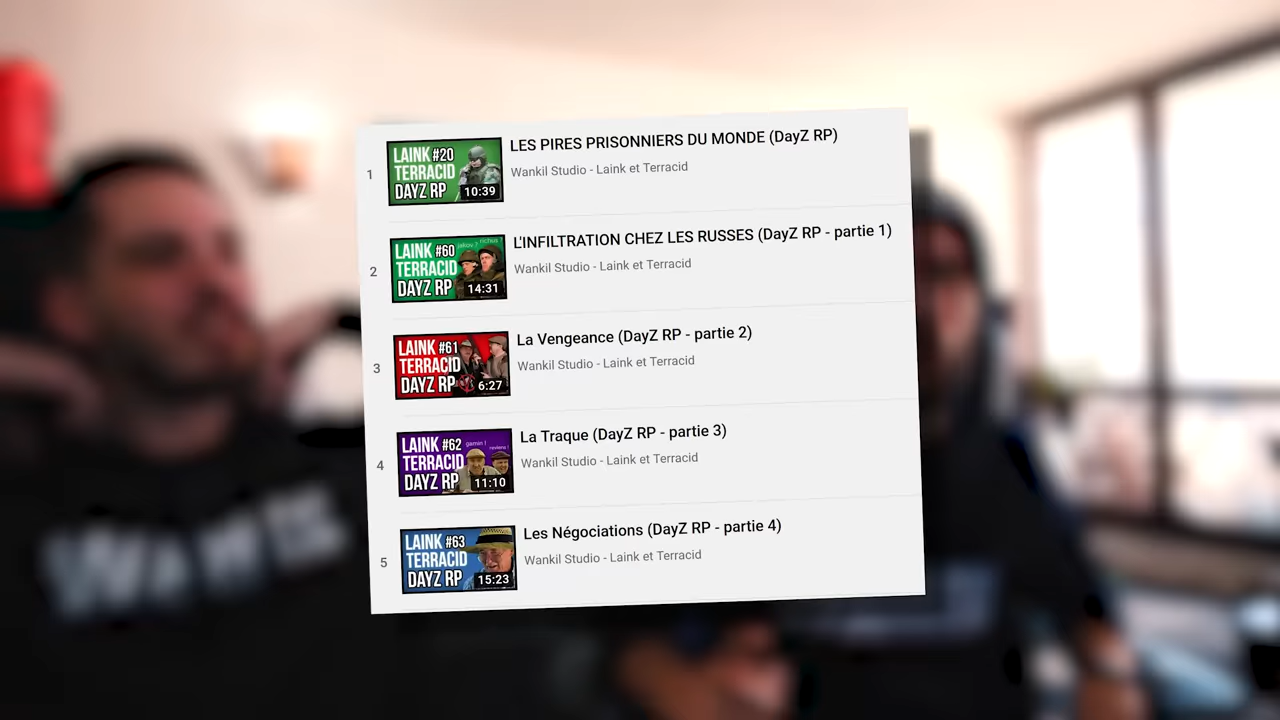 1
LAINK #20
TERRACID
DAYZ RP
10:39
LES PIRES PRISONNIERS DU MONDE (DayZ RP)
Wankil Studio - Laink et Terracid
2
LAINK #60
TERRACID
DAYZ RP
14:31
L'INFILTRATION CHEZ LES RUSSES (DayZ RP - partie 1)
Wankil Studio - Laink et Terracid
3
LAINK #61
TERRACID
DAYZ RP
6:27
La Vengeance (DayZ RP - partie 2)
Wankil Studio - Laink et Terracid
4
LAINK #62
TERRACID
DAYZ RP
gamin !
reviens !
11:10
La Traque (DayZ RP - partie 3)
Wankil Studio - Laink et Terracid
5
LAINK #63
TERRACID
DAYZ RP
15:23
Les Négociations (DayZ RP - partie 4)
Wankil Studio - Laink et Terracid